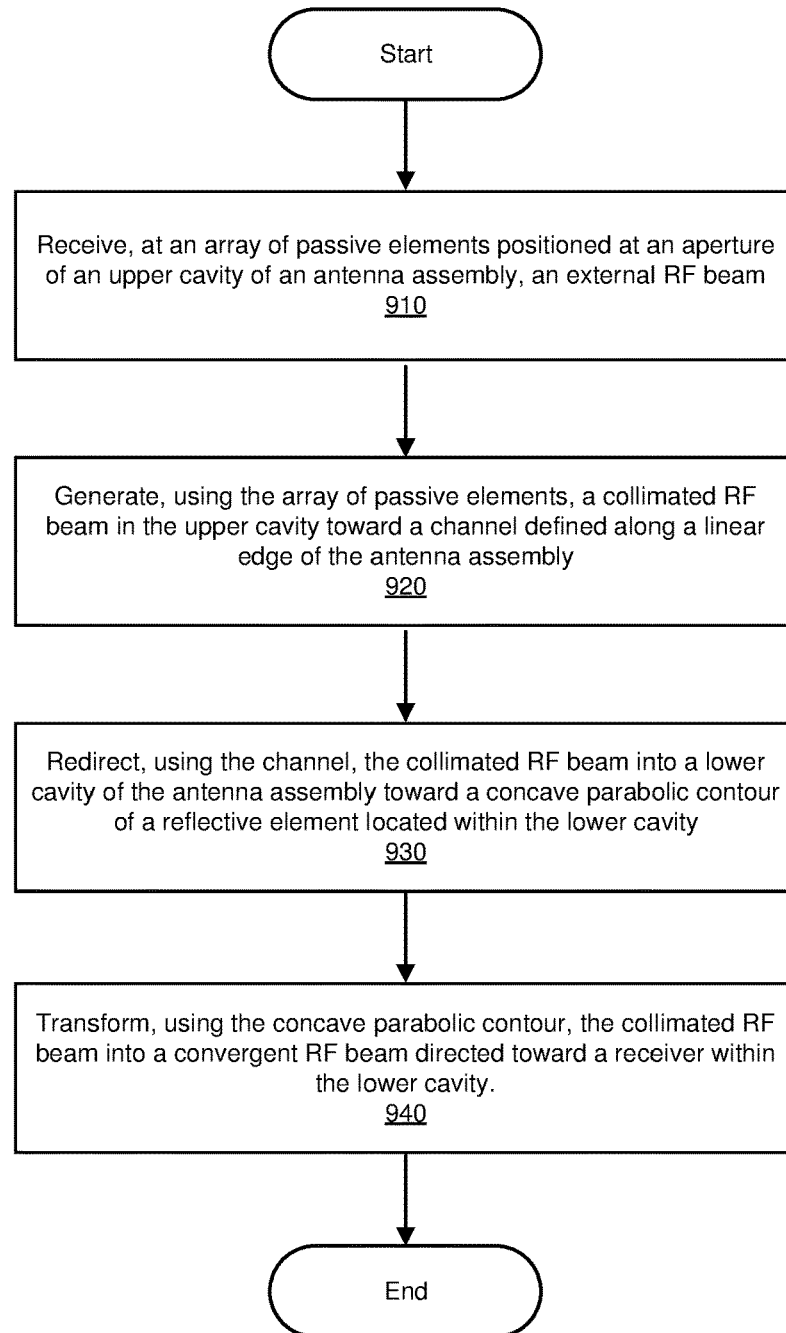 Start
Receive, at an array of passive elements positioned at an aperture
of an upper cavity of an antenna assembly, an external RF beam
910
Generate, using the array of passive elements, a collimated RF
beam in the upper cavity toward a channel defined along a linear
edge of the antenna assembly
920
Redirect, using the channel, the collimated RF beam into a lower
cavity of the antenna assembly toward a concave parabolic contour
of a reflective element located within the lower cavity
930
Transform, using the concave parabolic contour, the collimated RF
beam into a convergent RF beam directed toward a receiver within
the lower cavity.
940
End